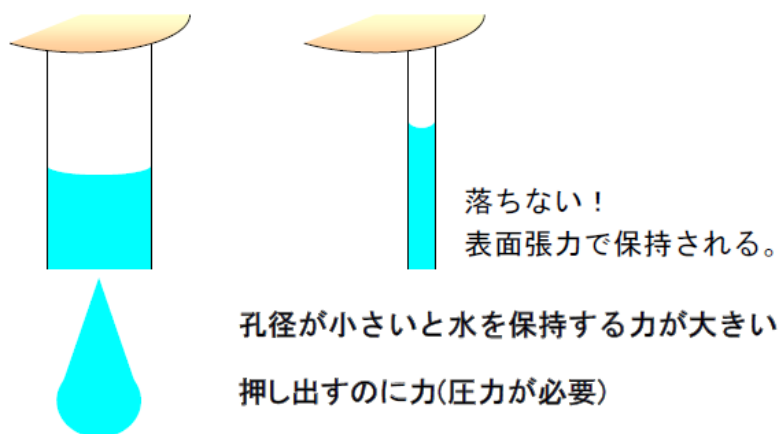 落ちない！
表面張力で保持される。
孔径が小さいと水を保持する力が大きい
押し出すのに力(圧力が必要)